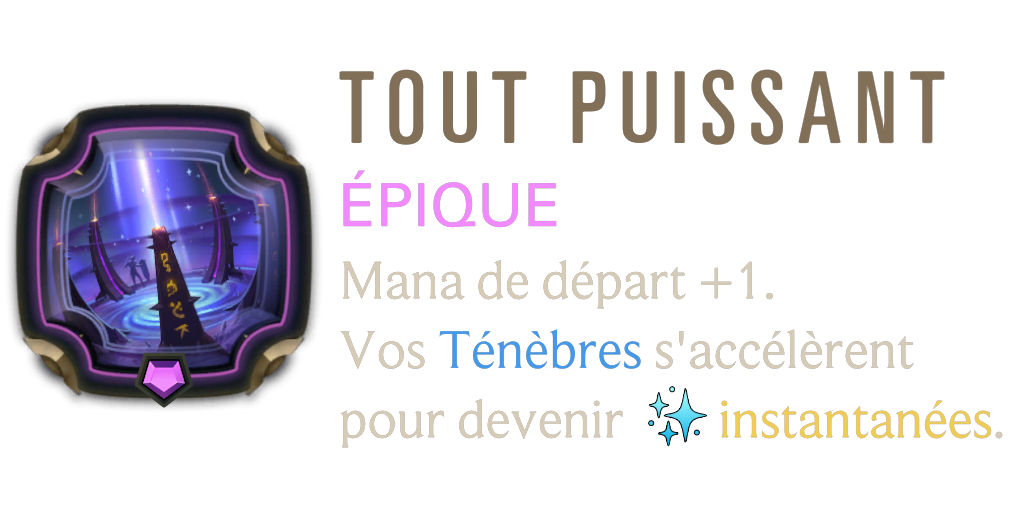 TOUT PUISSANT
ÉPIQUE
Mana de départ +1.
Vos Ténèbres s'accélèrent
pour devenir instantanées.